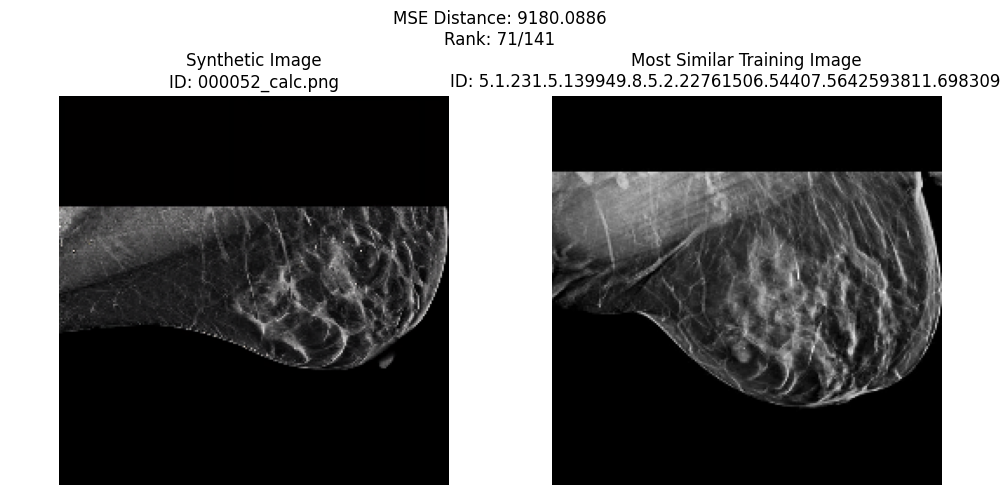 MSE Distance: 9180.0886
Rank: 71/141
Synthetic Image
ID: 000052_calc.png
Most Similar Training Image
ID: 5.1.231.5.139949.8.5.2.22761506.54407.5642593811.698309